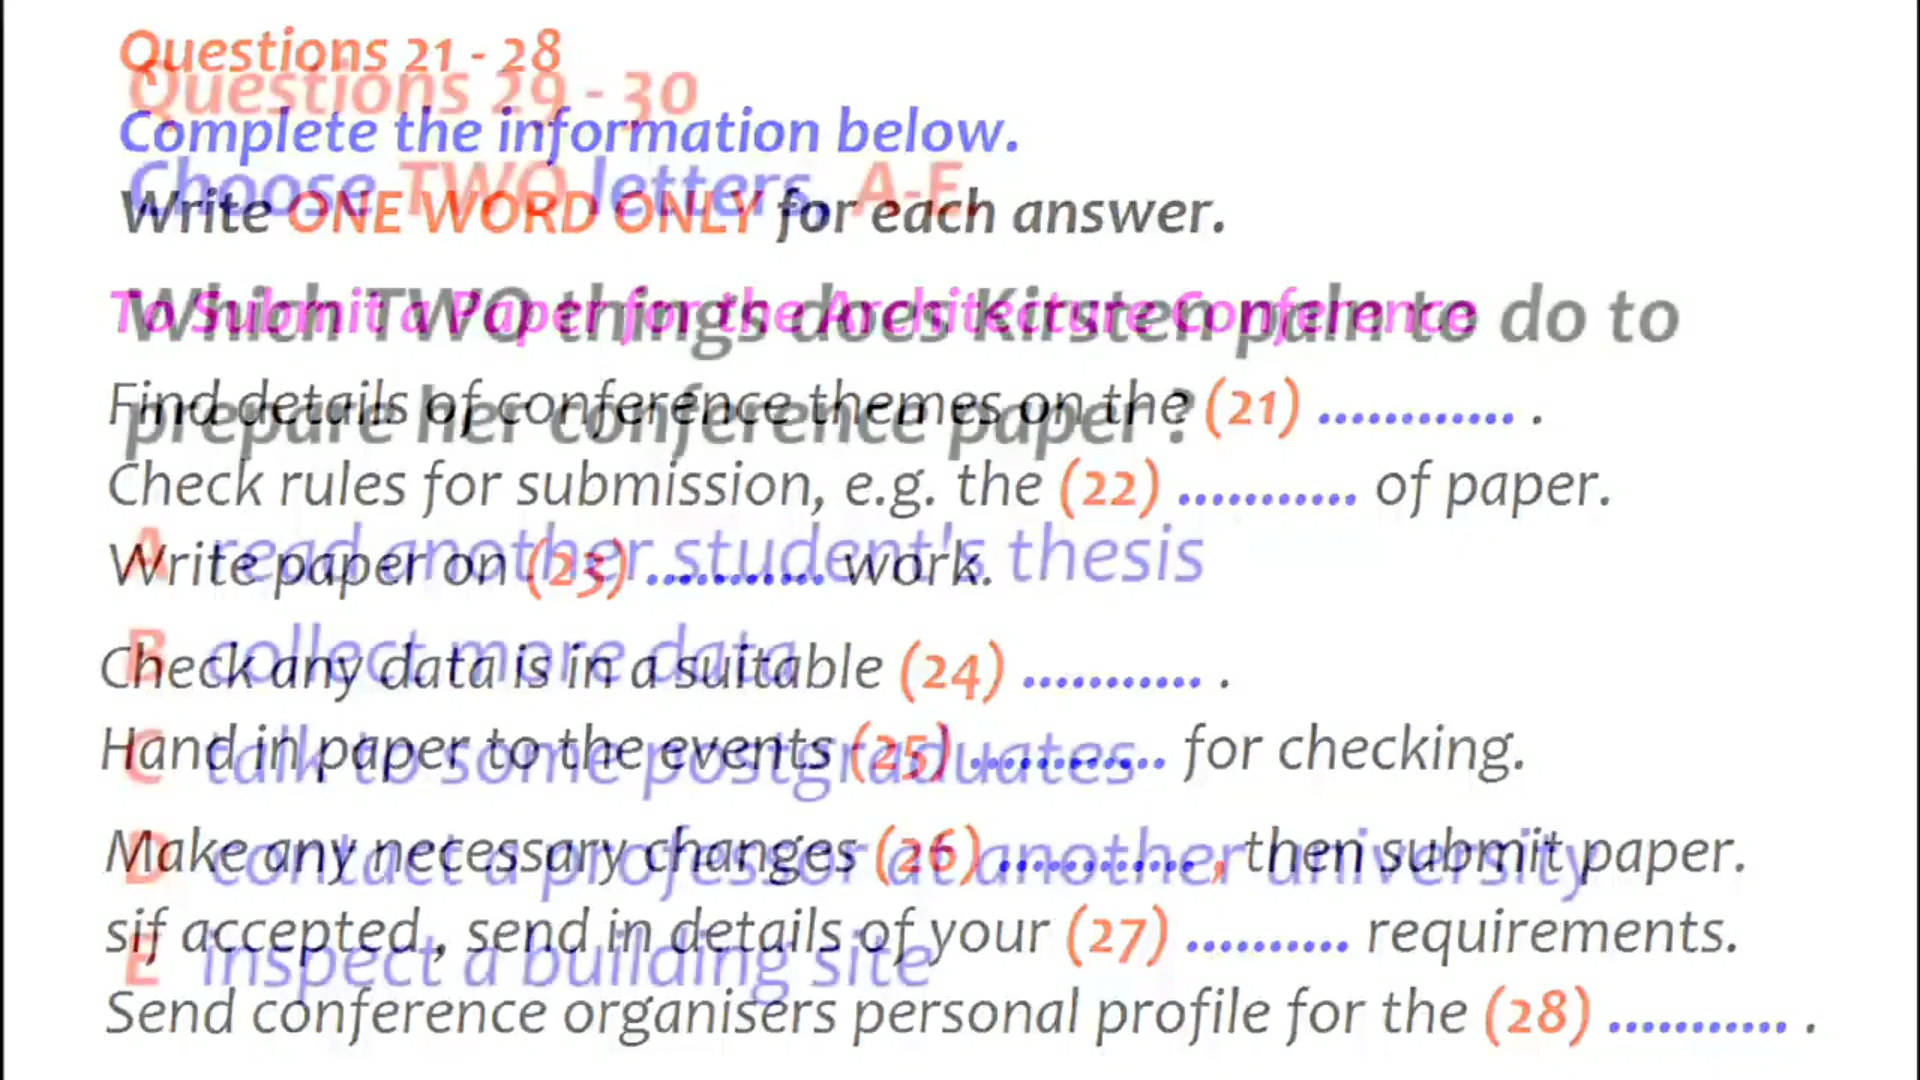 Questions 21 - 28
Complete the information below.
Write ONE WORD ONLY for each answer.
To Submit a Paper for the Architecture Conference
Find details of conference themes on the (21) ............ .
Check rules for submission, e.g. the (22) ........... of paper.
Write paper on (23) ........... work.
Check any data is in a suitable (24) ........... .
Hand in paper to the events (25) ............ for checking.
Make any necessary changes (26) ............, then submit paper.
sif accepted , send in details of your (27) .......... requirements.
Send conference organisers personal profile for the (28) ........... .
Questions 29 - 30
Choose TWO letters, A-E
Which TWO things does Kirsten paln to do to
prepare her conference paper ?
A read another student's thesis
B collect more data
C talk to some postgraduates
D contact a professor at another university
E inspect a building site